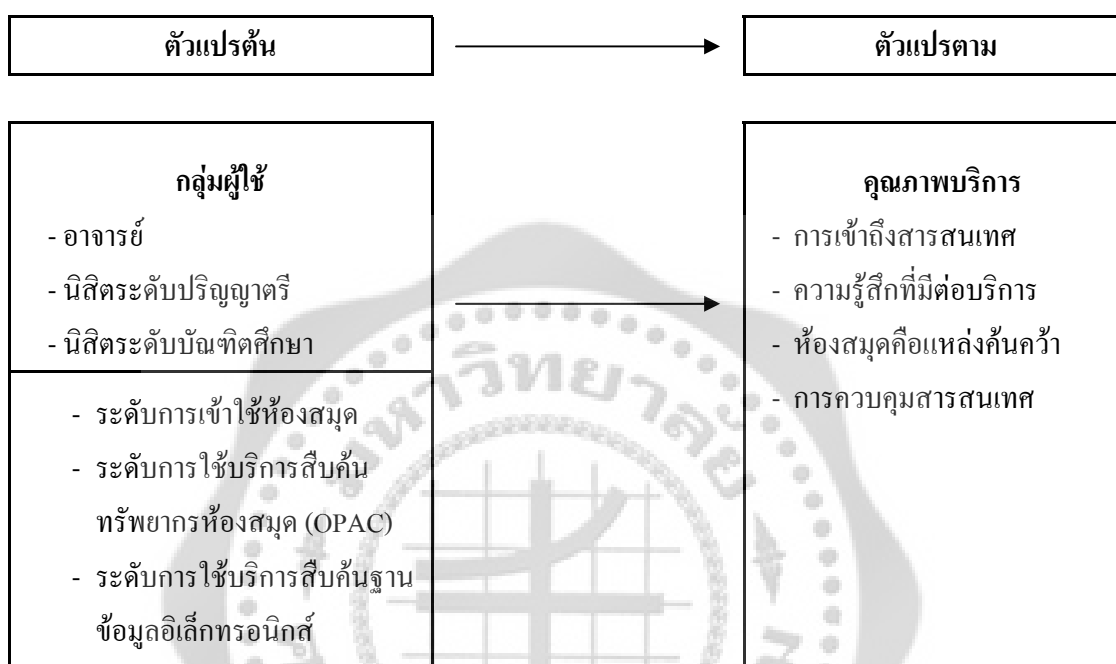 ตัวแปรต้น
ตัวแปรตาม
กลุ่มผู้ใช้
- อาจารย์
- นิสิตระดับปริญญาตรี
- นิสิตระดับบัณฑิตศึกษา
- ระดับการเข้าใช้ห้องสมุด
- ระดับการใช้บริการสืบค้น
ทรัพยากรห้องสมุด (OPAC)
- ระดับการใช้บริการสืบค้นฐาน
ข้อมูลอิเล็กทรอนิกส์
คุณภาพบริการ
- การเข้าถึงสารสนเทศ
- ความรู้สึกที่มีต่อบริการ
- ห้องสมุดคือแหล่งค้นคว้า
- การควบคุมสารสนเทศ
มหาวิทยาลัย